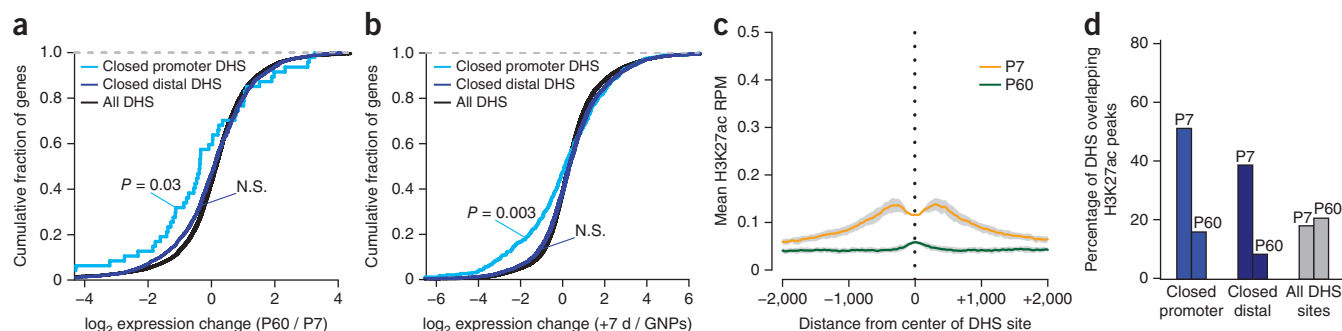 a
1.0
0.8
0.6
0.4
0.2
0
Cumulative fraction of genes
Closed promoter DHS
Closed distal DHS
All DHS
P = 0.03
N.S.
−4
−2
0
2
4
log2 expression change (P60 / P7)
b
1.0
0.8
0.6
0.4
0.2
0
Cumulative fraction of genes
Closed promoter DHS
Closed distal DHS
All DHS
P = 0.003
N.S.
−6
−4
−2
0
2
4
6
log2 expression change (+7 d / GNPs)
c
0.5
0.4
0.3
0.2
0.1
0
Mean H3K27ac RPM
P7
P60
−2,000
−1,000
0
+1,000
+2,000
Distance from center of DHS site
d
80
60
40
20
0
Percentage of DHS overlapping
H3K27ac peaks
P7
P60
P7
P60
P7
P60
Closed
promoter
Closed
distal
All DHS
sites